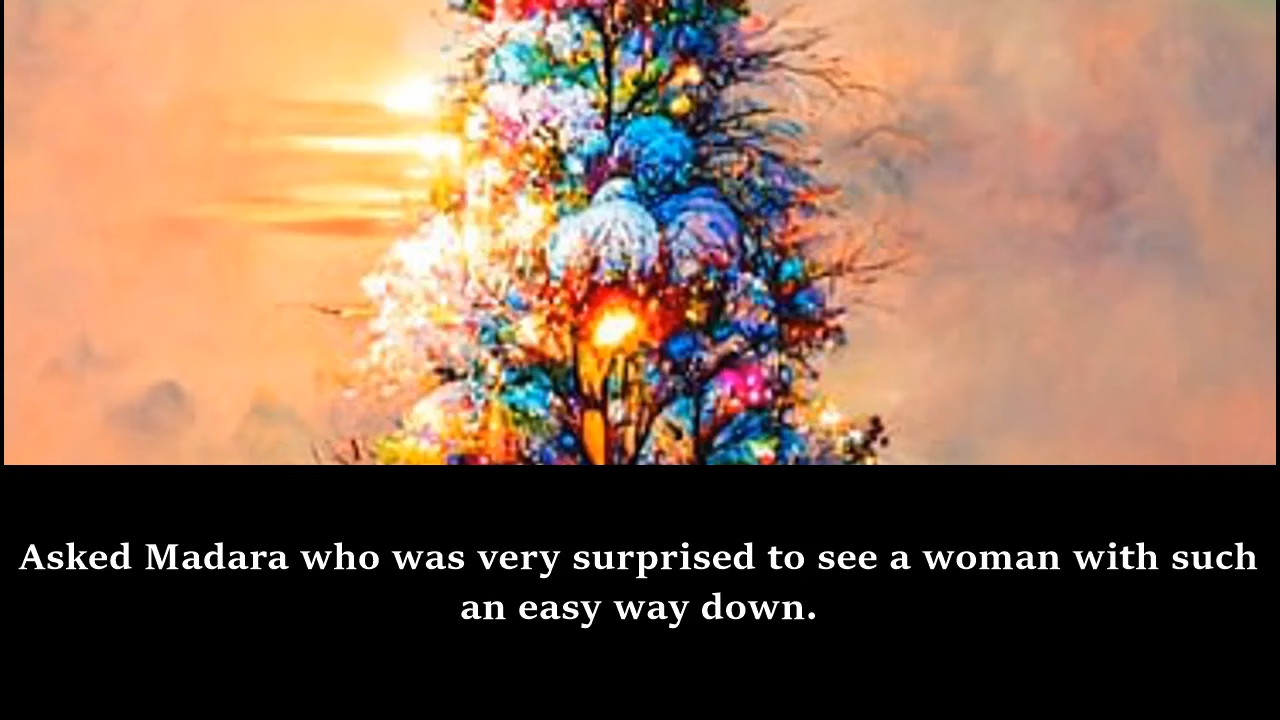 Asked Madara who was very surprised to see a woman with such
an easy way down.